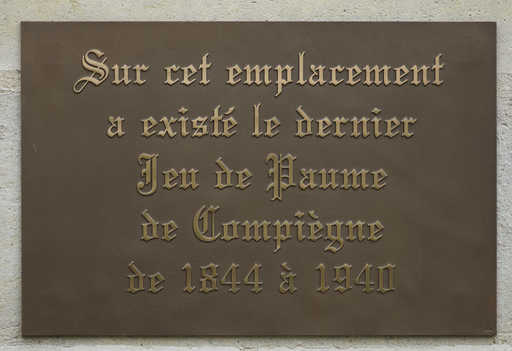 Sur cet emplacement
a existé le dernier
Jeu de Paume
de Compiègne
de 1844 à 1940